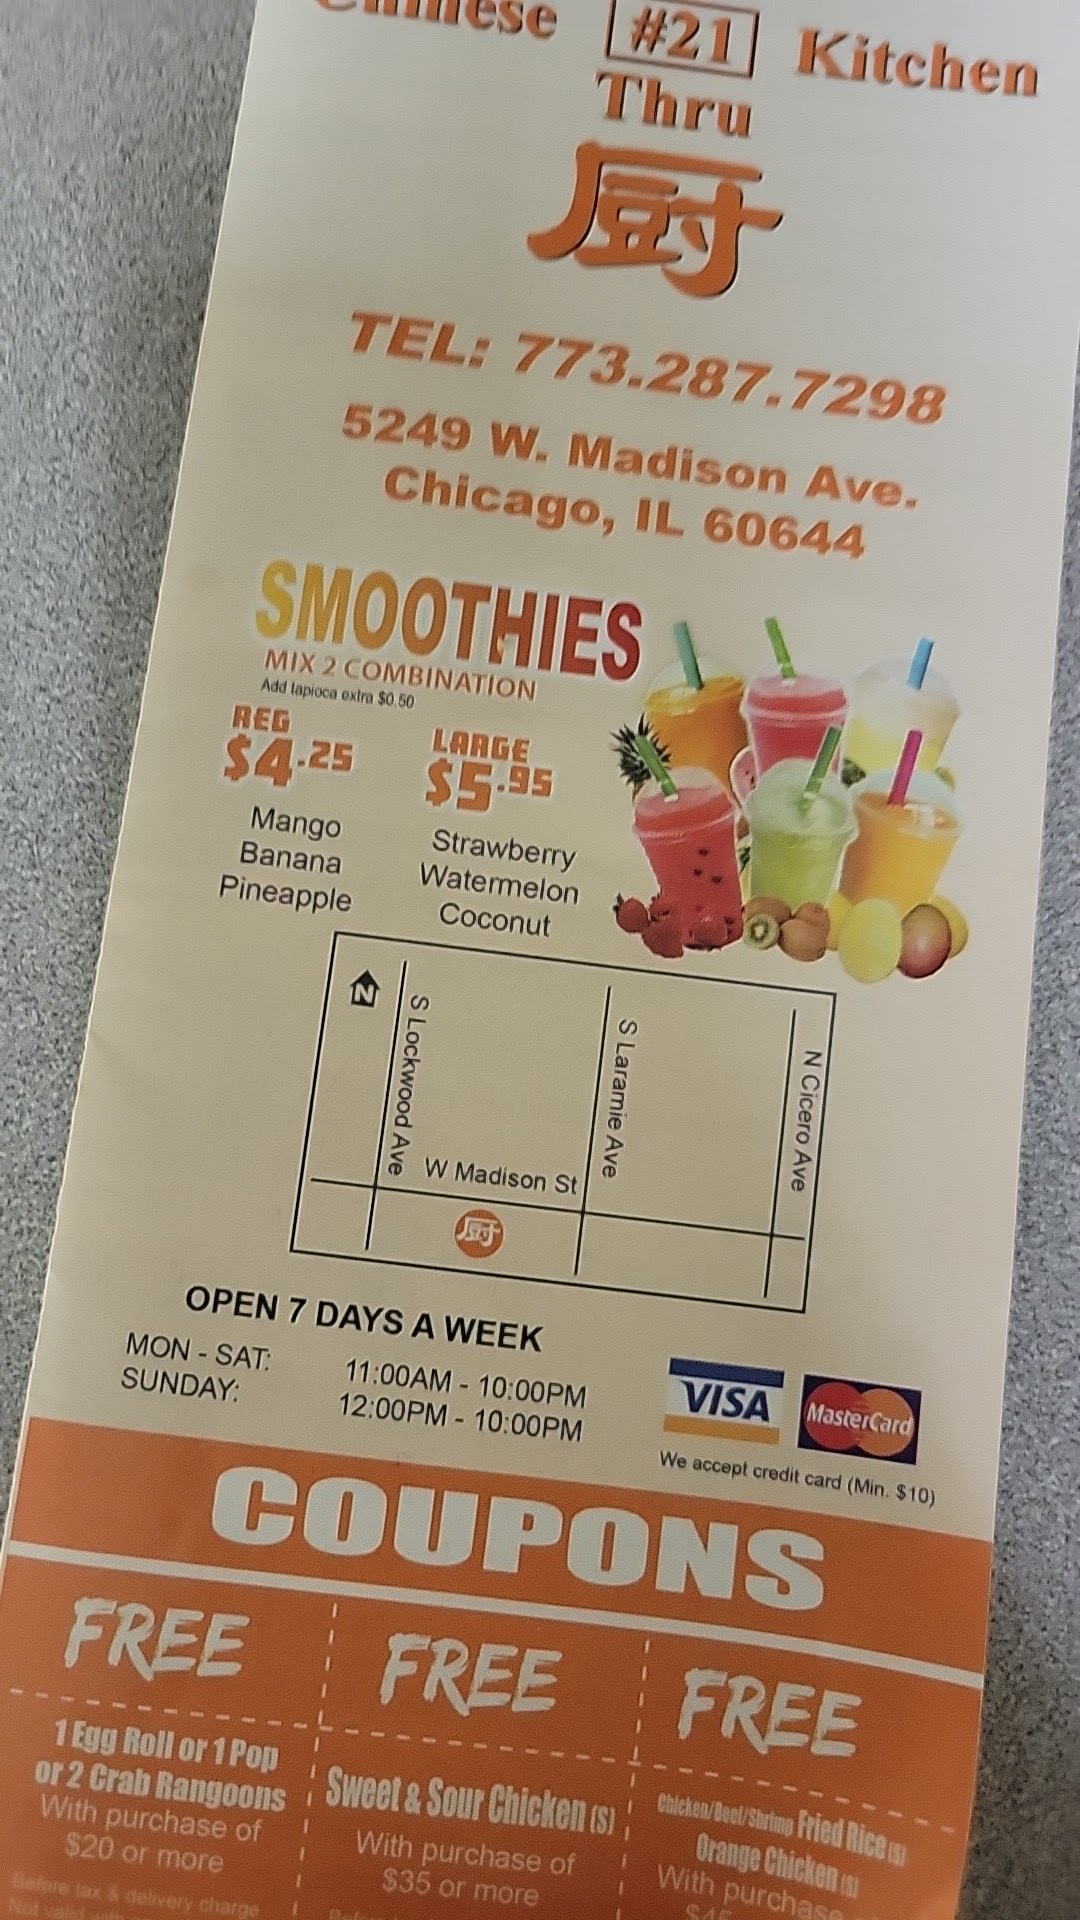 Chinese #21 Kitchen
Thru
厨
TEL: 773.287.7298
5249 W. Madison Ave.
Chicago, IL 60644
SMOOTHIES
MIX 2 COMBINATION
Add tapioca extra $0.50
REG
$4.25
Mango
Banana
Pineapple
LARGE
$5.95
Strawberry
Watermelon
Coconut
N
S Lockwood Ave
S Laramie Ave
N Cicero Ave
W Madison St
厨
OPEN 7 DAYS A WEEK
MON - SAT: 11:00AM - 10:00PM
SUNDAY: 12:00PM - 10:00PM
VISA
MasterCard
We accept credit card (Min. $10)
COUPONS
FREE
1 Egg Roll or 1 Pop
or 2 Crab Rangoons
With purchase of
$20 or more
Before tax & delivery charge
Not valid with
FREE
Sweet & Sour Chicken (S)
With purchase of
$35 or more
FREE
Chicken/Beef/Shrimp Fried Rice (S)
Orange Chicken (S)
With purchase